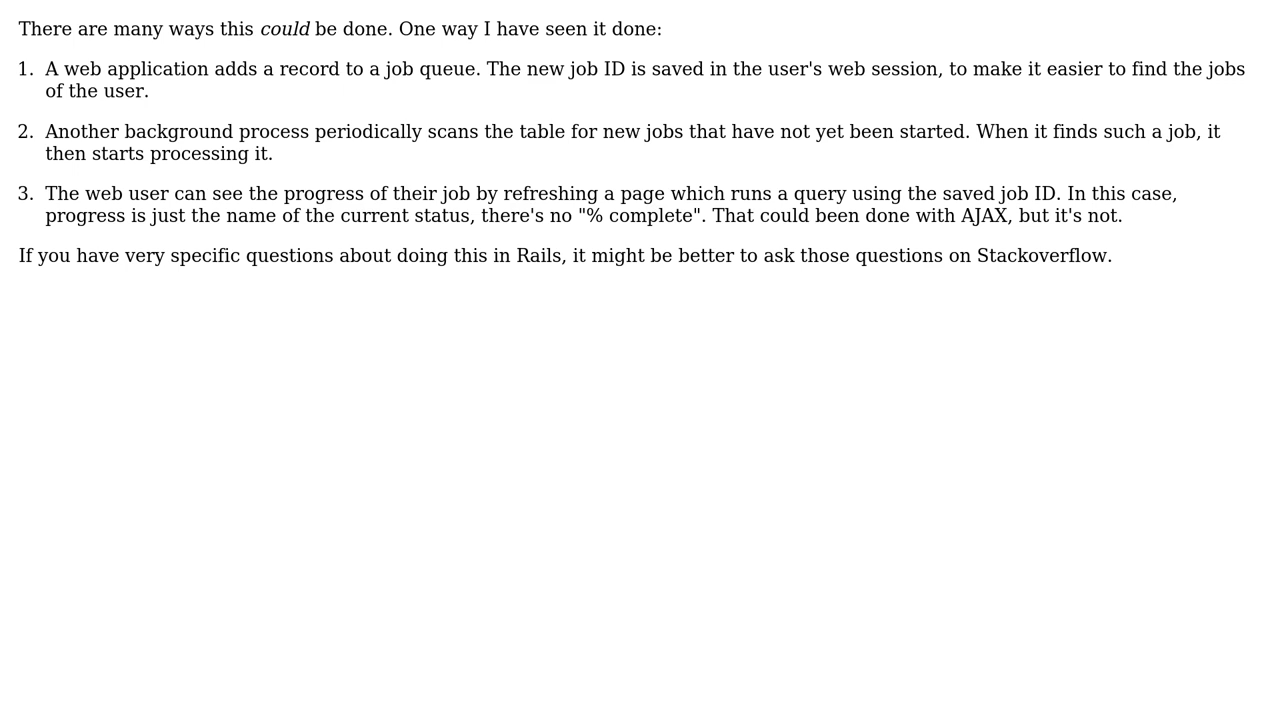 There are many ways this could be done. One way I have seen it done:
1. A web application adds a record to a job queue. The new job ID is saved in the user's web session, to make it easier to find the jobs
of the user.
2. Another background process periodically scans the table for new jobs that have not yet been started. When it finds such a job, it
then starts processing it.
3. The web user can see the progress of their job by refreshing a page which runs a query using the saved job ID. In this case,
progress is just the name of the current status, there's no "% complete". That could been done with AJAX, but it's not.
If you have very specific questions about doing this in Rails, it might be better to ask those questions on Stackoverflow.